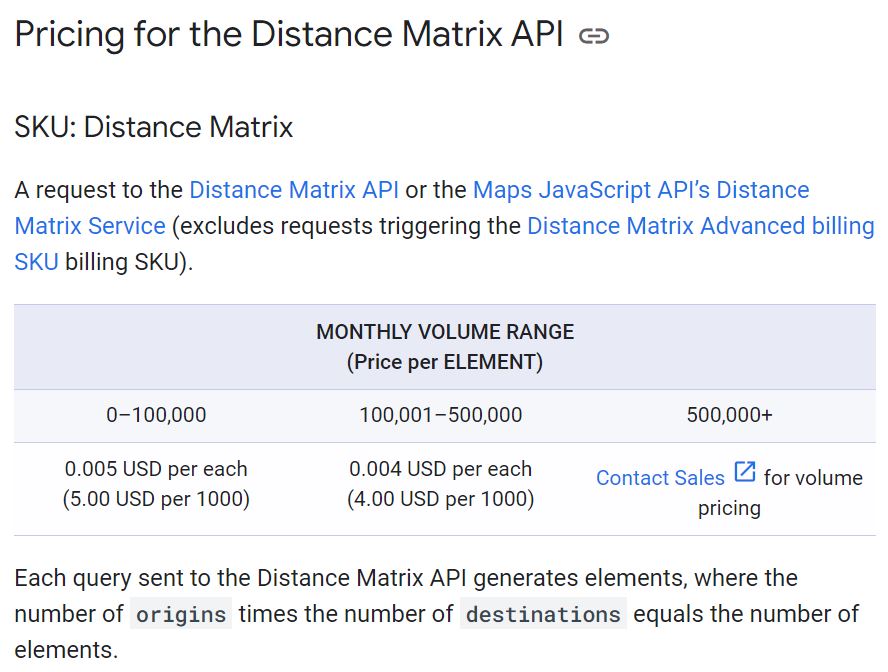 Pricing for the Distance Matrix API
SKU: Distance Matrix
A request to the Distance Matrix API or the Maps JavaScript API’s Distance
Matrix Service (excludes requests triggering the Distance Matrix Advanced billing
SKU billing SKU).
MONTHLY VOLUME RANGE
(Price per ELEMENT)
0–100,000 100,001–500,000 500,000+
0.005 USD per each 0.004 USD per each Contact Sales for volume
(5.00 USD per 1000) (4.00 USD per 1000) pricing
Each query sent to the Distance Matrix API generates elements, where the
number of origins times the number of destinations equals the number of
elements.